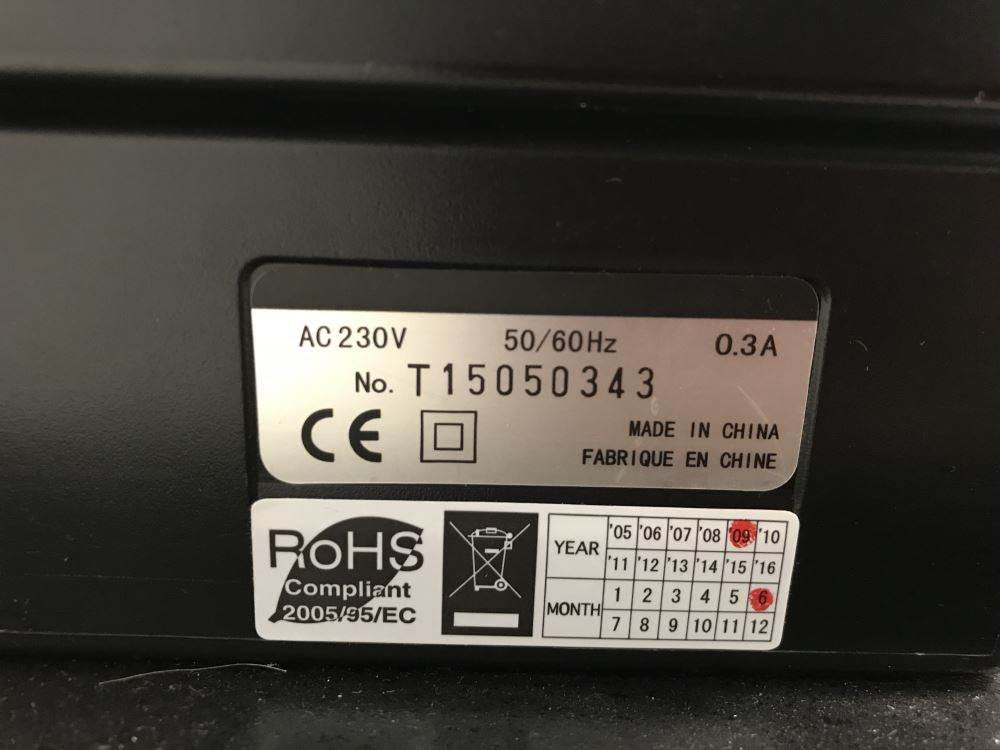 AC 230V 50/60Hz 0.3A
No. T15050343
CE
MADE IN CHINA
FABRIQUE EN CHINE
RoHS
Compliant
2005/95/EC
YEAR
'05 '06 '07 '08 '09 '10
'11 '12 '13 '14 '15 '16
MONTH
1 2 3 4 5 6
7 8 9 10 11 12